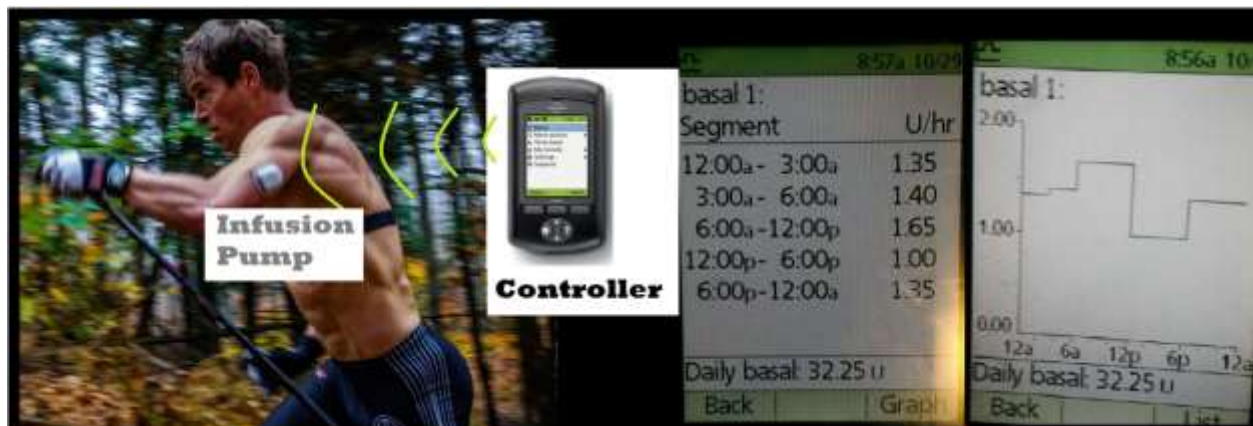 Infusion
Pump
Controller
8:57a 10/29
basal 1:
Segment U/hr
12:00a - 3:00a 1.35
3:00a - 6:00a 1.40
6:00a - 12:00p 1.65
12:00p - 6:00p 1.00
6:00p - 12:00a 1.35
Daily basal: 32.25 U
Back Graph
8:56a 10
basal 1:
2.00
1.00
0.00
12a 6a 12p 6p 12a
Daily basal: 32.25 U
Back List